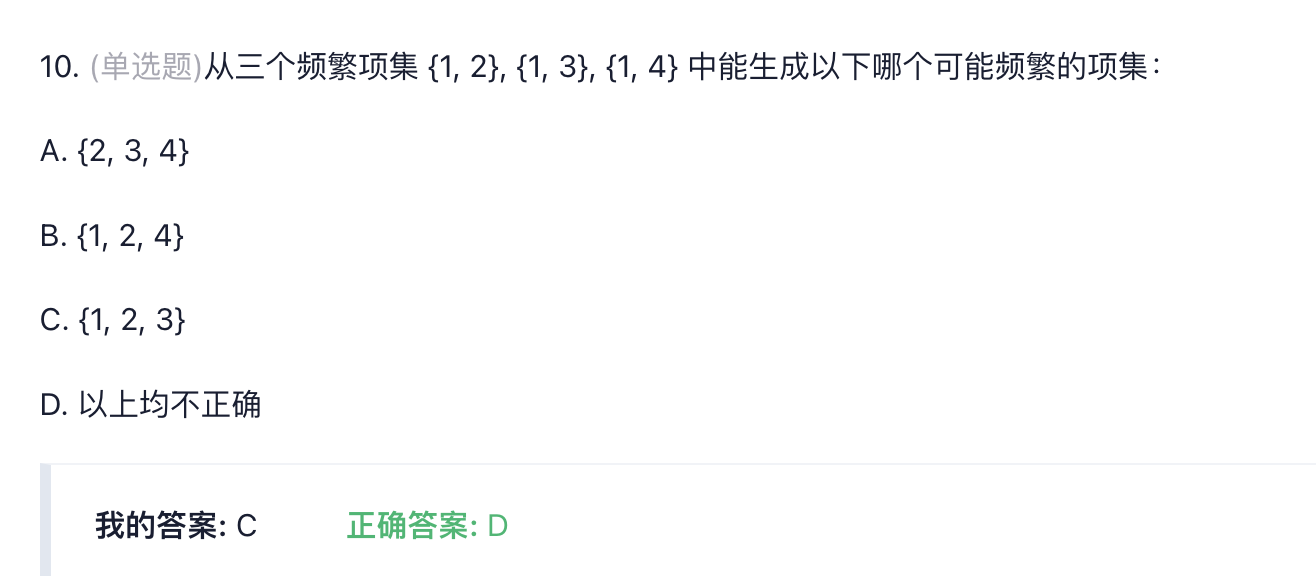 10. (单选题)从三个频繁项集 {1, 2}, {1, 3}, {1, 4} 中能生成以下哪个可能频繁的项集：
A. {2, 3, 4}
B. {1, 2, 4}
C. {1, 2, 3}
D. 以上均不正确
我的答案: C 正确答案: D